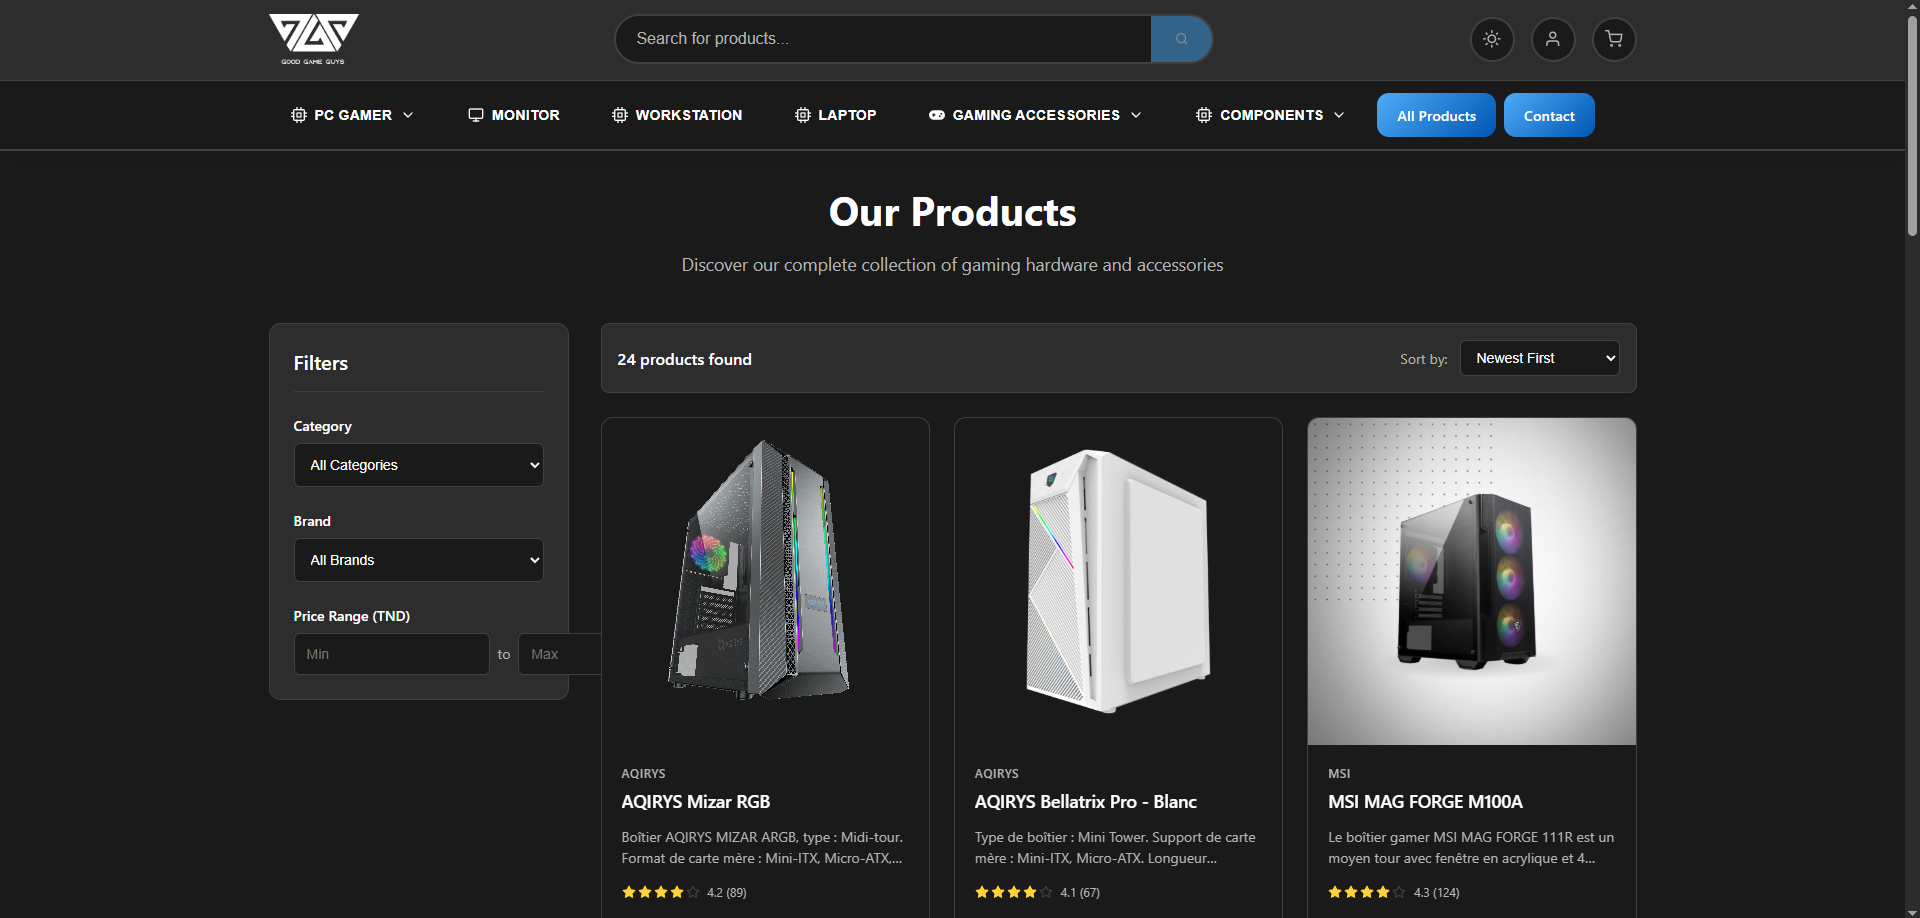 GOOD GAME GUYS
Search for products...
PC GAMER
MONITOR
WORKSTATION
LAPTOP
GAMING ACCESSORIES
COMPONENTS
All Products
Contact
Our Products
Discover our complete collection of gaming hardware and accessories
Filters
Category
All Categories
Brand
All Brands
Price Range (TND)
Min
to
Max
24 products found
Sort by:
Newest First
AQIRYS
AQIRYS Mizar RGB
Boîtier AQIRYS MIZAR ARGB, type : Midi-tour.
Format de carte mère : Mini-ITX, Micro-ATX,...
4.2 (89)
AQIRYS
AQIRYS Bellatrix Pro - Blanc
Type de boîtier : Mini Tower. Support de carte
mère : Mini-ITX, Micro-ATX. Longueur...
4.1 (67)
MSI
MSI MAG FORGE M100A
Le boîtier gamer MSI MAG FORGE 111R est un
moyen tour avec fenêtre en acrylique et 4...
4.3 (124)